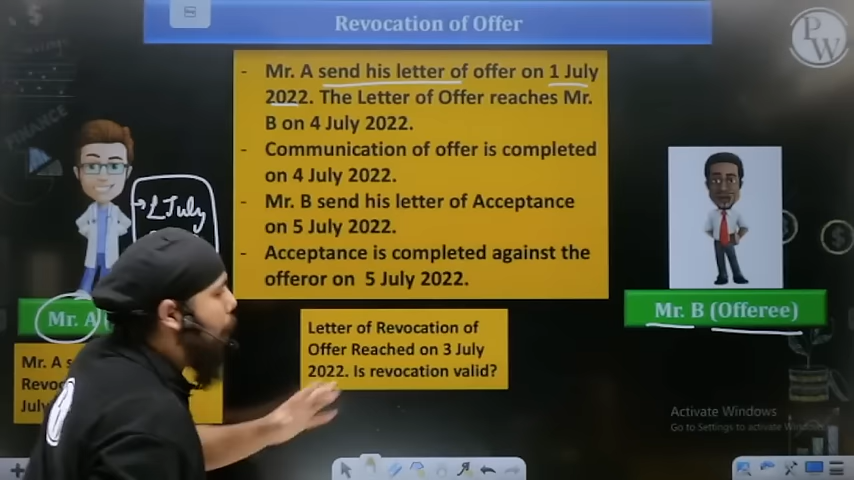 Revocation of Offer
PW
- Mr. A send his letter of offer on 1 July
2022. The Letter of Offer reaches Mr.
B on 4 July 2022.
- Communication of offer is completed
on 4 July 2022.
- Mr. B send his letter of Acceptance
on 5 July 2022.
- Acceptance is completed against the
offeror on 5 July 2022.
July
Mr. A
Mr. B (Offeree)
Mr. A s
Revoc
July
Letter of Revocation of
Offer Reached on 3 July
2022. Is revocation valid?
FINANCE
Activate Windows
Go to Settings to activate Windows